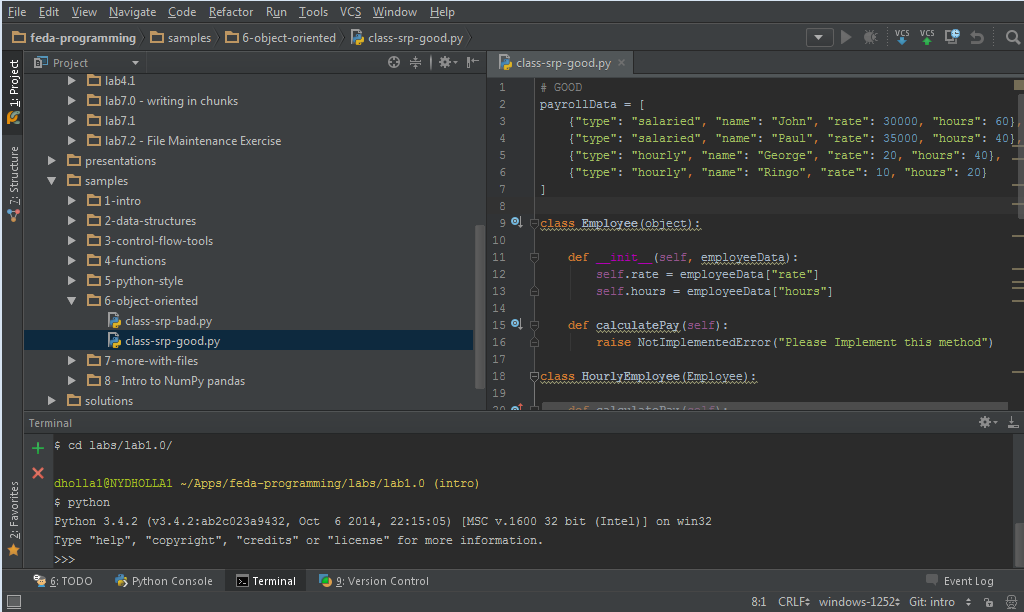 File Edit View Navigate Code Refactor Run Tools VCS Window Help
feda-programming samples 6-object-oriented class-srp-good.py VCS VCS
1: Project
7: Structure
2: Favorites
Project
lab4.1
lab7.0 - writing in chunks
lab7.1
lab7.2 - File Maintenance Exercise
presentations
samples
1-intro
2-data-structures
3-control-flow-tools
4-functions
5-python-style
6-object-oriented
class-srp-bad.py
class-srp-good.py
7-more-with-files
8 - Intro to NumPy pandas
solutions
class-srp-good.py
1 # GOOD
2 payrollData = [
3 {"type": "salaried", "name": "John", "rate": 30000, "hours": 60},
4 {"type": "salaried", "name": "Paul", "rate": 35000, "hours": 40},
5 {"type": "hourly", "name": "George", "rate": 20, "hours": 40},
6 {"type": "hourly", "name": "Ringo", "rate": 10, "hours": 20}
7 ]
8
9 class Employee(object):
10
11 def __init__(self, employeeData):
12 self.rate = employeeData["rate"]
13 self.hours = employeeData["hours"]
14
15 def calculatePay(self):
16 raise NotImplementedError("Please Implement this method")
17
18 class HourlyEmployee(Employee):
19
20 def calculatePay(self):
Terminal
$ cd labs/lab1.0/
dholla1@NYDHOLLA1 ~/Apps/feda-programming/labs/lab1.0 (intro)
$ python
Python 3.4.2 (v3.4.2:ab2c023a9432, Oct  6 2014, 22:15:05) [MSC v.1600 32 bit (Intel)] on win32
Type "help", "copyright", "credits" or "license" for more information.
>>>
6: TODO Python Console Terminal 9: Version Control Event Log
8:1 CRLF windows-1252 Git: intro